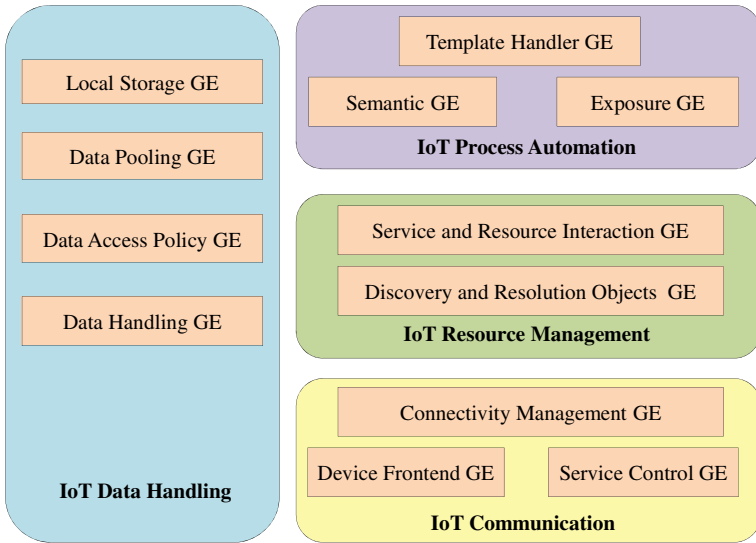 Local Storage GE
Data Pooling GE
Data Access Policy GE
Data Handling GE
IoT Data Handling
Template Handler GE
Semantic GE
Exposure GE
IoT Process Automation
Service and Resource Interaction GE
Discovery and Resolution Objects GE
IoT Resource Management
Connectivity Management GE
Device Frontend GE
Service Control GE
IoT Communication